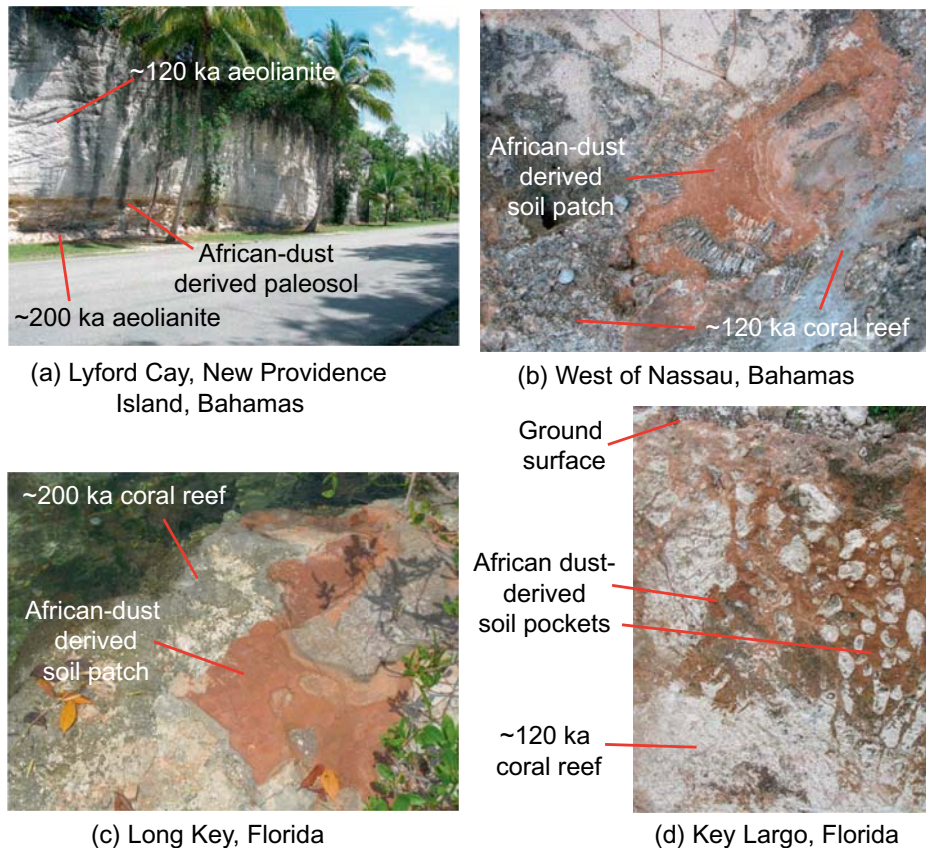 ~120 ka aeolianite
African-dust
derived paleosol
~200 ka aeolianite
(a) Lyford Cay, New Providence
Island, Bahamas
African-dust
derived
soil patch
~120 ka coral reef
(b) West of Nassau, Bahamas
~200 ka coral reef
African-dust
derived
soil patch
(c) Long Key, Florida
Ground
surface
African dust-
derived
soil pockets
~120 ka
coral reef
(d) Key Largo, Florida